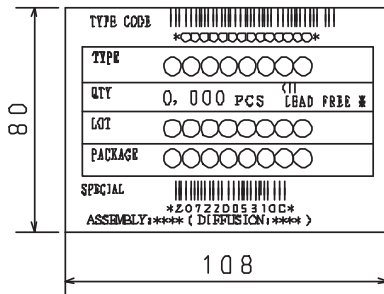 TYPE CODE
*OOOOOOOOOOOO*
TYPE OOOOOOOO
QTY 0, 000 PCS LEAD FREE *
LOT OOOOOOOO
PACKAGE OOOOOOOO
SPECIAL
*20722005310C*
ASSEMBLY:**** ( DIFFUSION:**** )
80
108